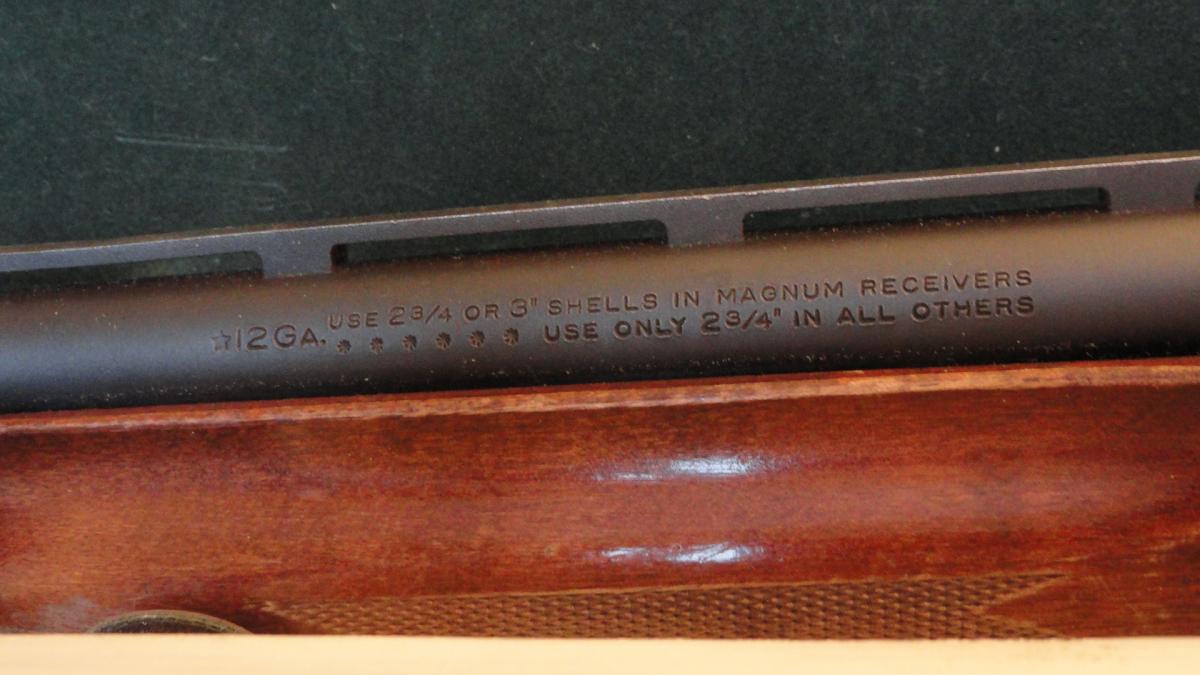 ☆12GA. USE 2 3/4 OR 3" SHELLS IN MAGNUM RECEIVERS
****** USE ONLY 2 3/4" IN ALL OTHERS